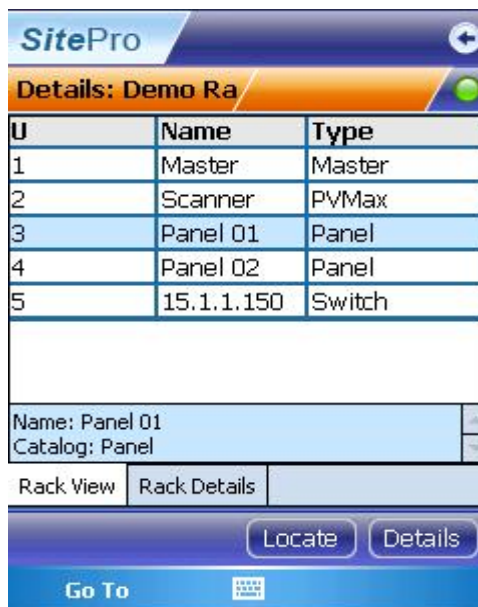 SitePro
Details: Demo Ra
U Name Type
1 Master Master
2 Scanner PVMax
3 Panel 01 Panel
4 Panel 02 Panel
5 15.1.1.150 Switch
Name: Panel 01
Catalog: Panel
Rack View Rack Details
Locate Details
Go To